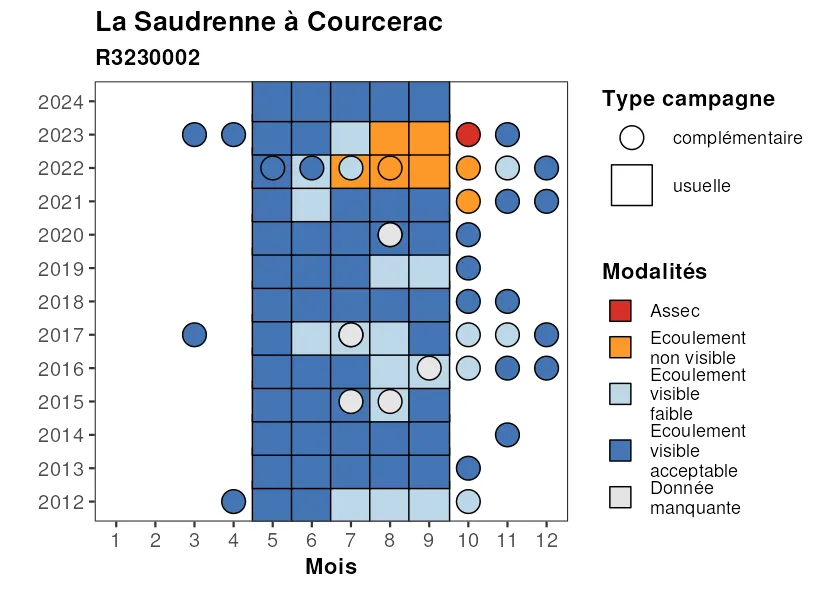 La Saudrenne à Courcerac
R3230002
2024
2023
2022
2021
2020
2019
2018
2017
2016
2015
2014
2013
2012
1 2 3 4 5 6 7 8 9 10 11 12
Mois
Type campagne
complémentaire
usuelle
Modalités
Assec
Ecoulement
non visible
Ecoulement
visible
faible
Ecoulement
visible
acceptable
Donnée
manquante